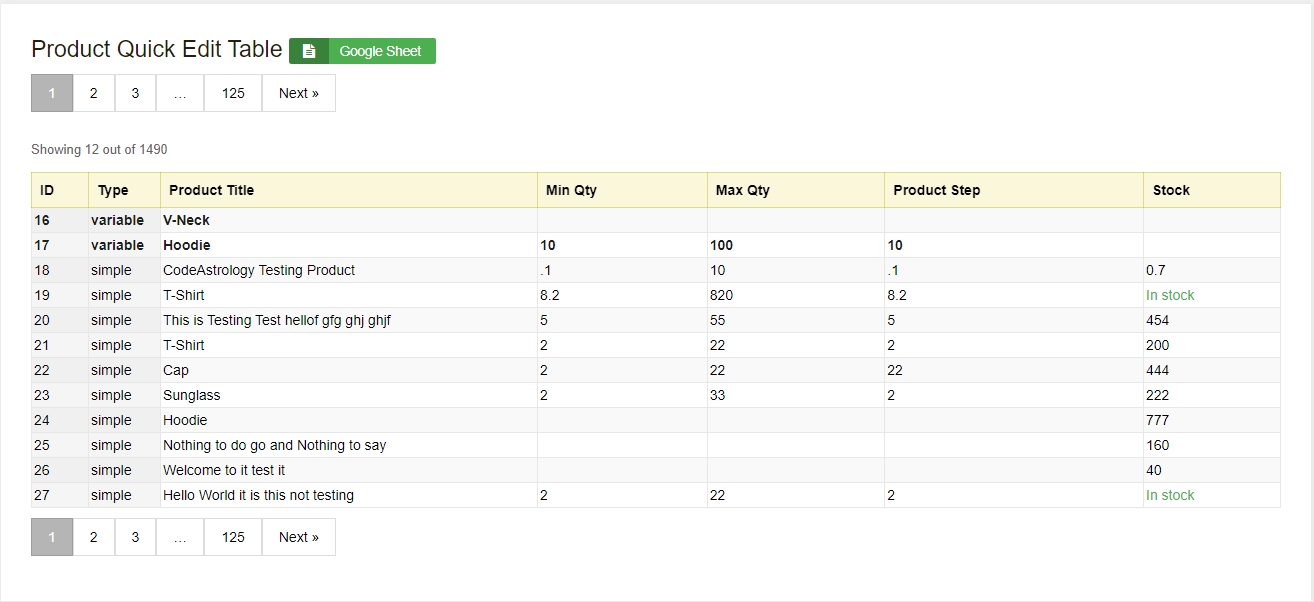 Product Quick Edit Table Google Sheet
1 2 3 ... 125 Next »
Showing 12 out of 1490
ID Type Product Title Min Qty Max Qty Product Step Stock
16 variable V-Neck
17 variable Hoodie 10 100 10
18 simple CodeAstrology Testing Product .1 10 .1 0.7
19 simple T-Shirt 8.2 820 8.2 In stock
20 simple This is Testing Test hellof gfg ghj ghjf 5 55 5 454
21 simple T-Shirt 2 22 2 200
22 simple Cap 2 22 22 444
23 simple Sunglass 2 33 2 222
24 simple Hoodie 777
25 simple Nothing to do go and Nothing to say 160
26 simple Welcome to it test it 40
27 simple Hello World it is this not testing 2 22 2 In stock
1 2 3 ... 125 Next »